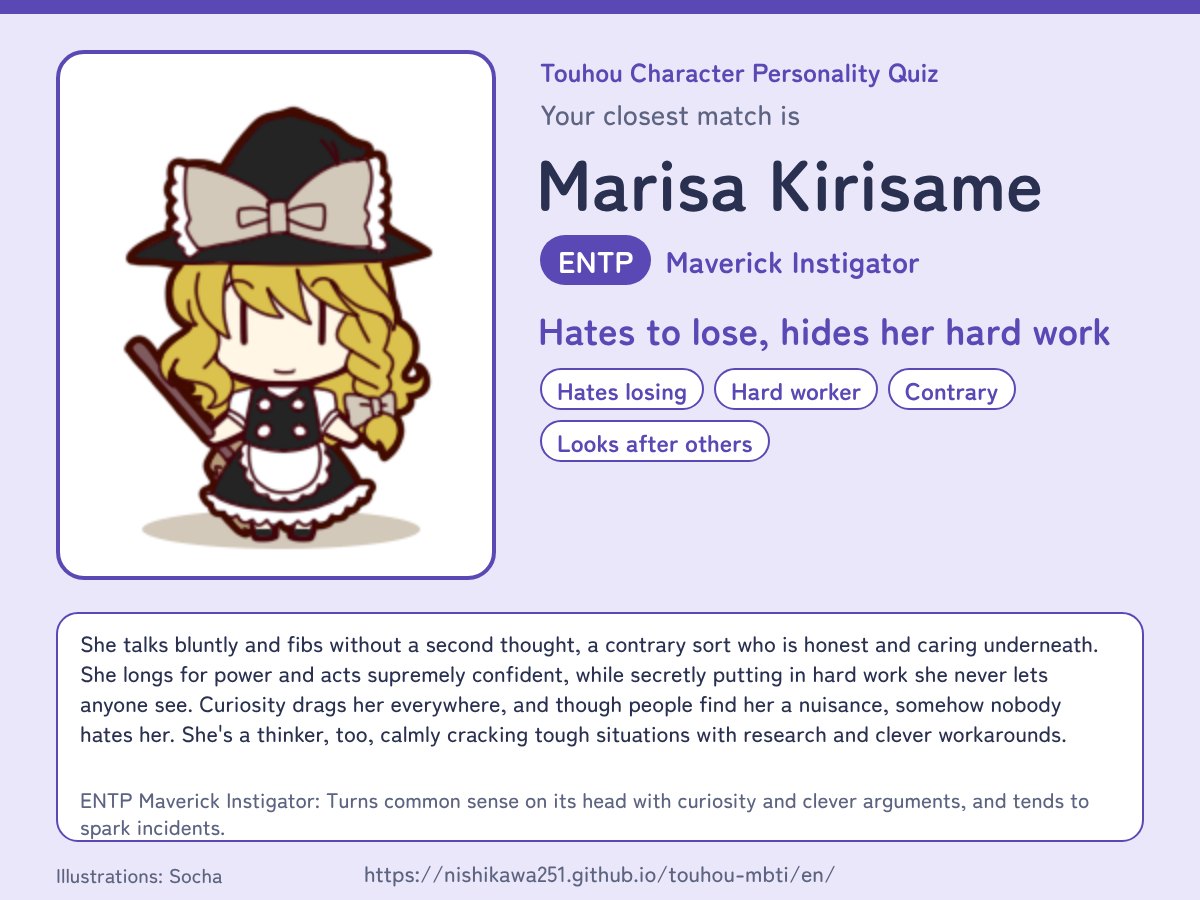 Touhou Character Personality Quiz
Your closest match is
Marisa Kirisame
ENTP Maverick Instigator
Hates to lose, hides her hard work
Hates losing Hard worker Contrary
Looks after others
She talks bluntly and fibs without a second thought, a contrary sort who is honest and caring underneath.
She longs for power and acts supremely confident, while secretly putting in hard work she never lets
anyone see. Curiosity drags her everywhere, and though people find her a nuisance, somehow nobody
hates her. She's a thinker, too, calmly cracking tough situations with research and clever workarounds.
ENTP Maverick Instigator: Turns common sense on its head with curiosity and clever arguments, and tends to
spark incidents.
Illustrations: Socha https://nishikawa251.github.io/touhou-mbti/en/